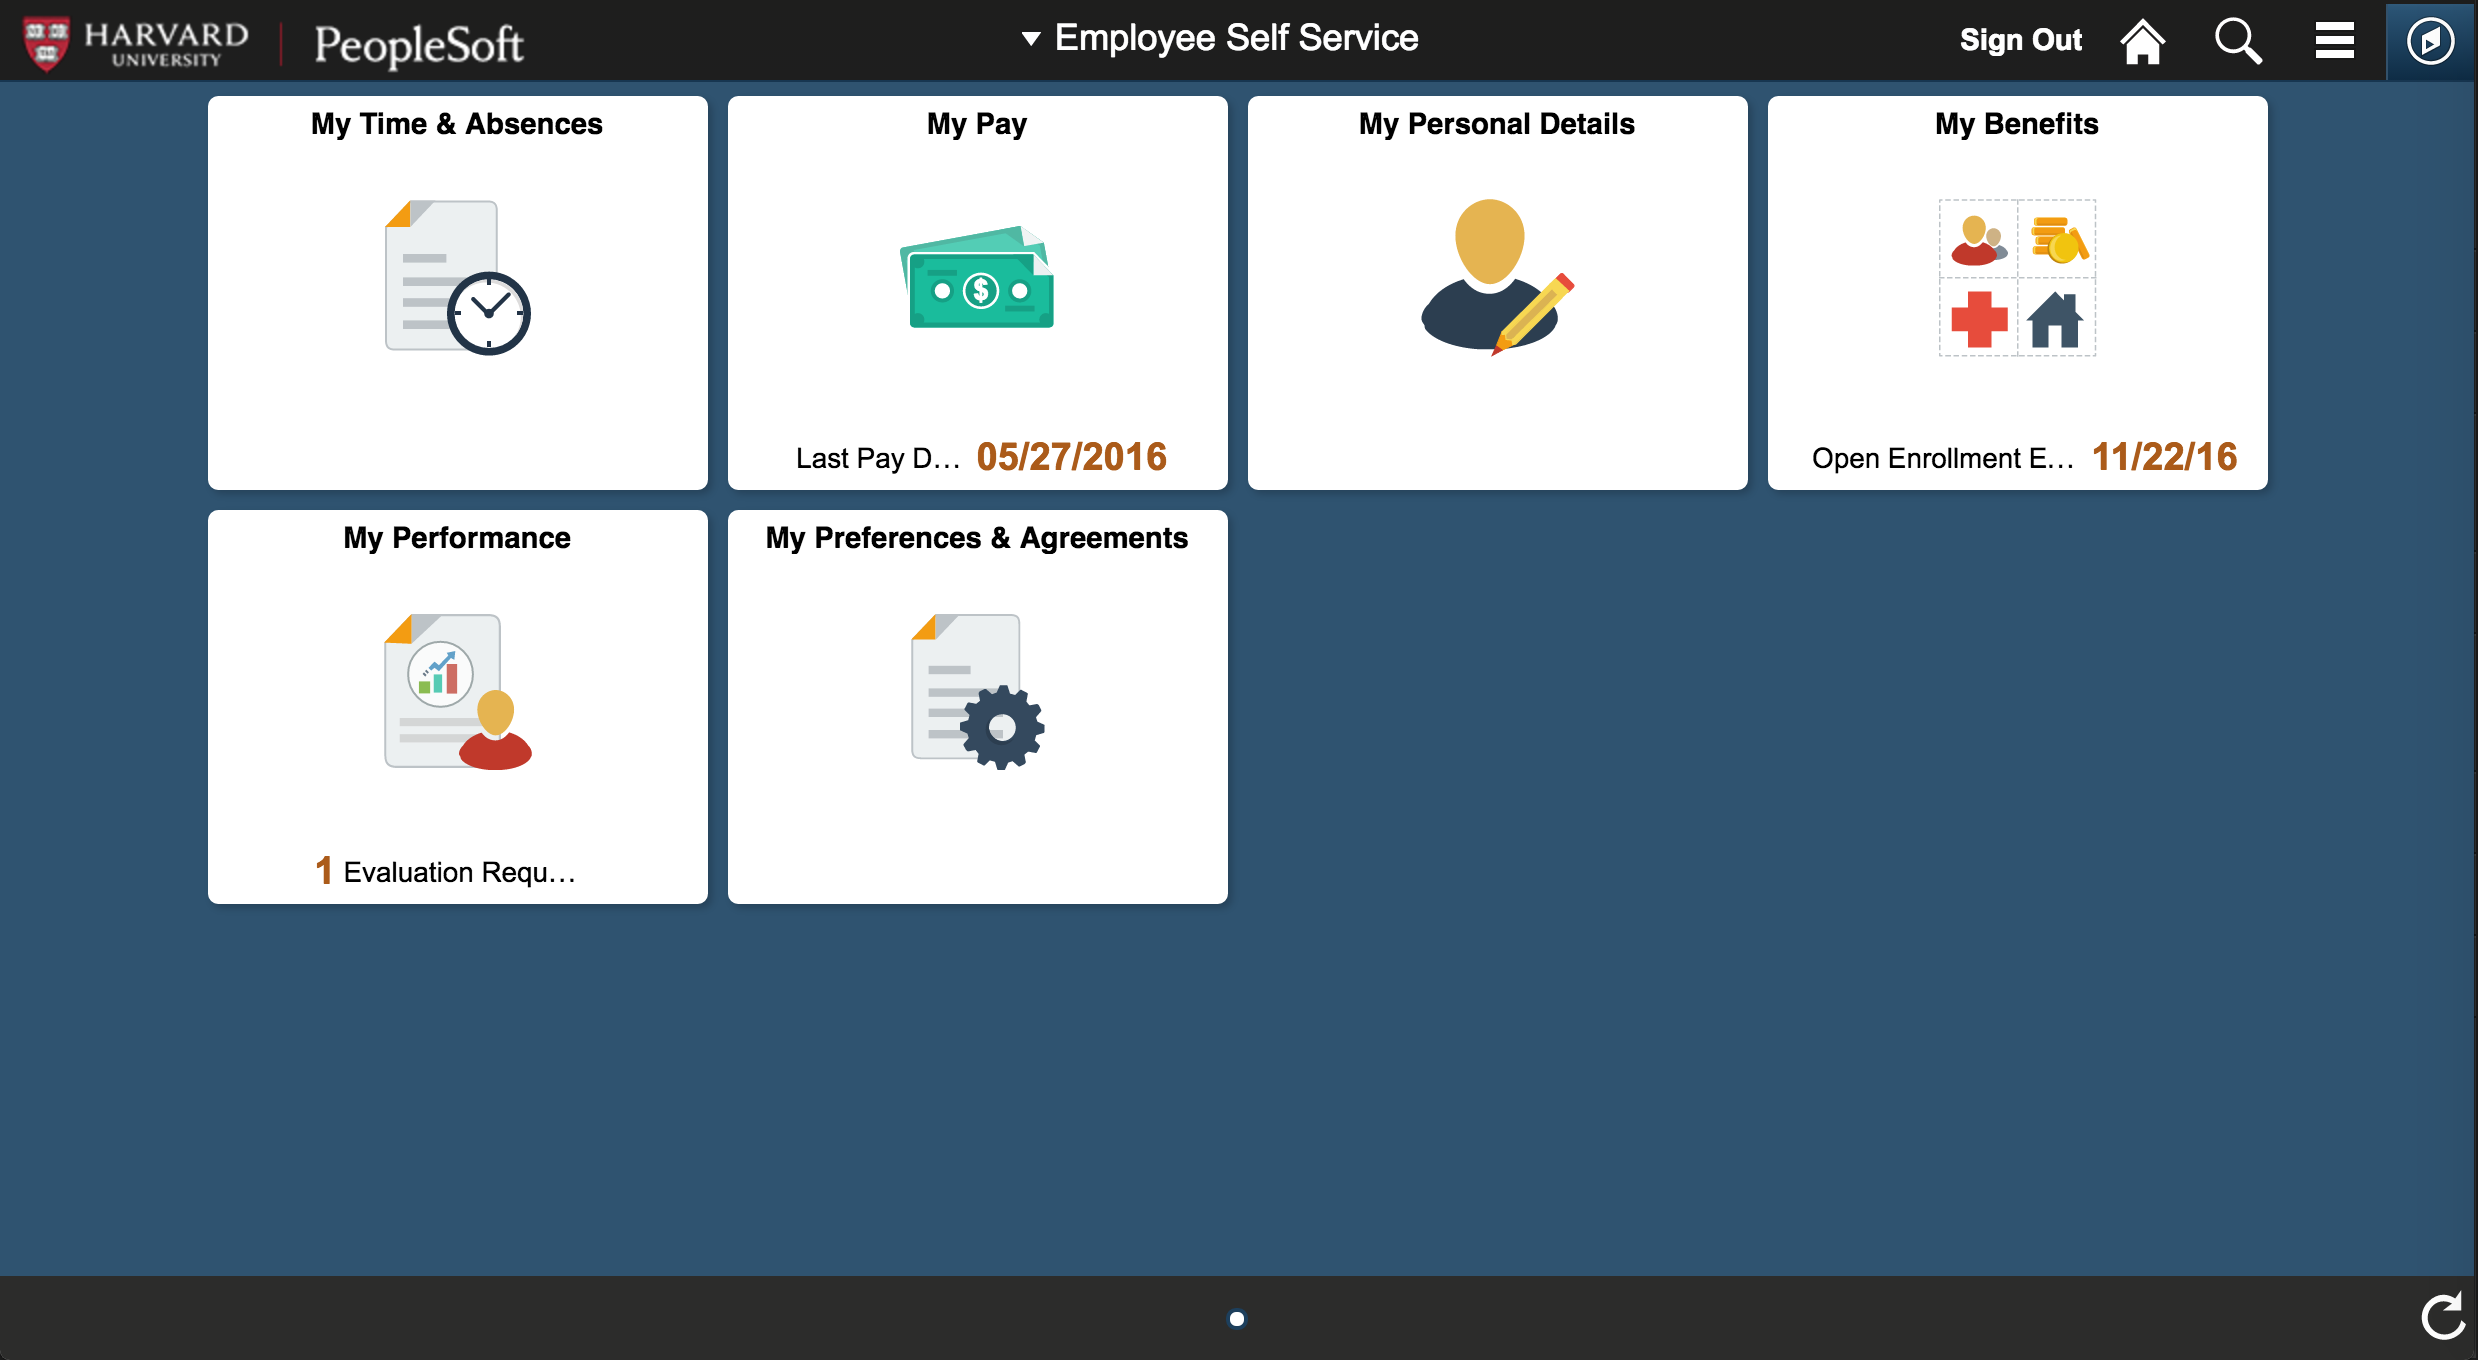 HARVARD
UNIVERSITY
PeopleSoft
Employee Self Service
Sign Out
My Time & Absences
My Pay
Last Pay D... 05/27/2016
My Personal Details
My Benefits
Open Enrollment E... 11/22/16
My Performance
1 Evaluation Requ...
My Preferences & Agreements